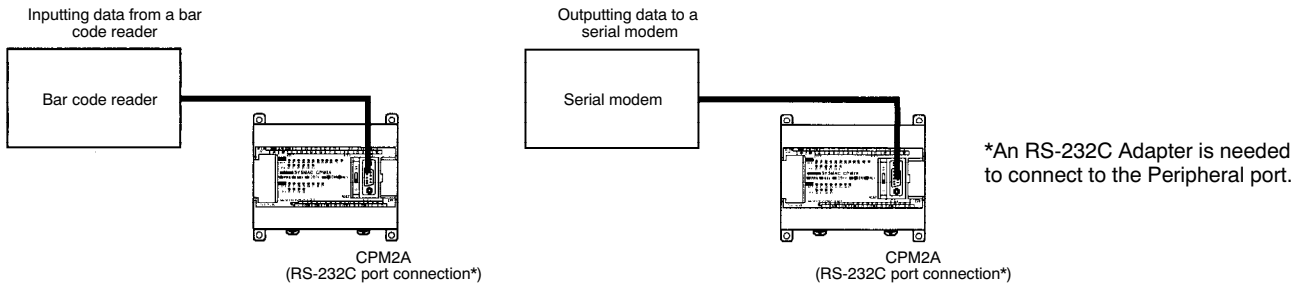 Inputting data from a bar
code reader
Bar code reader
CPM2A
(RS-232C port connection*)
Outputting data to a
serial modem
Serial modem
CPM2A
(RS-232C port connection*)
*An RS-232C Adapter is needed
to connect to the Peripheral port.